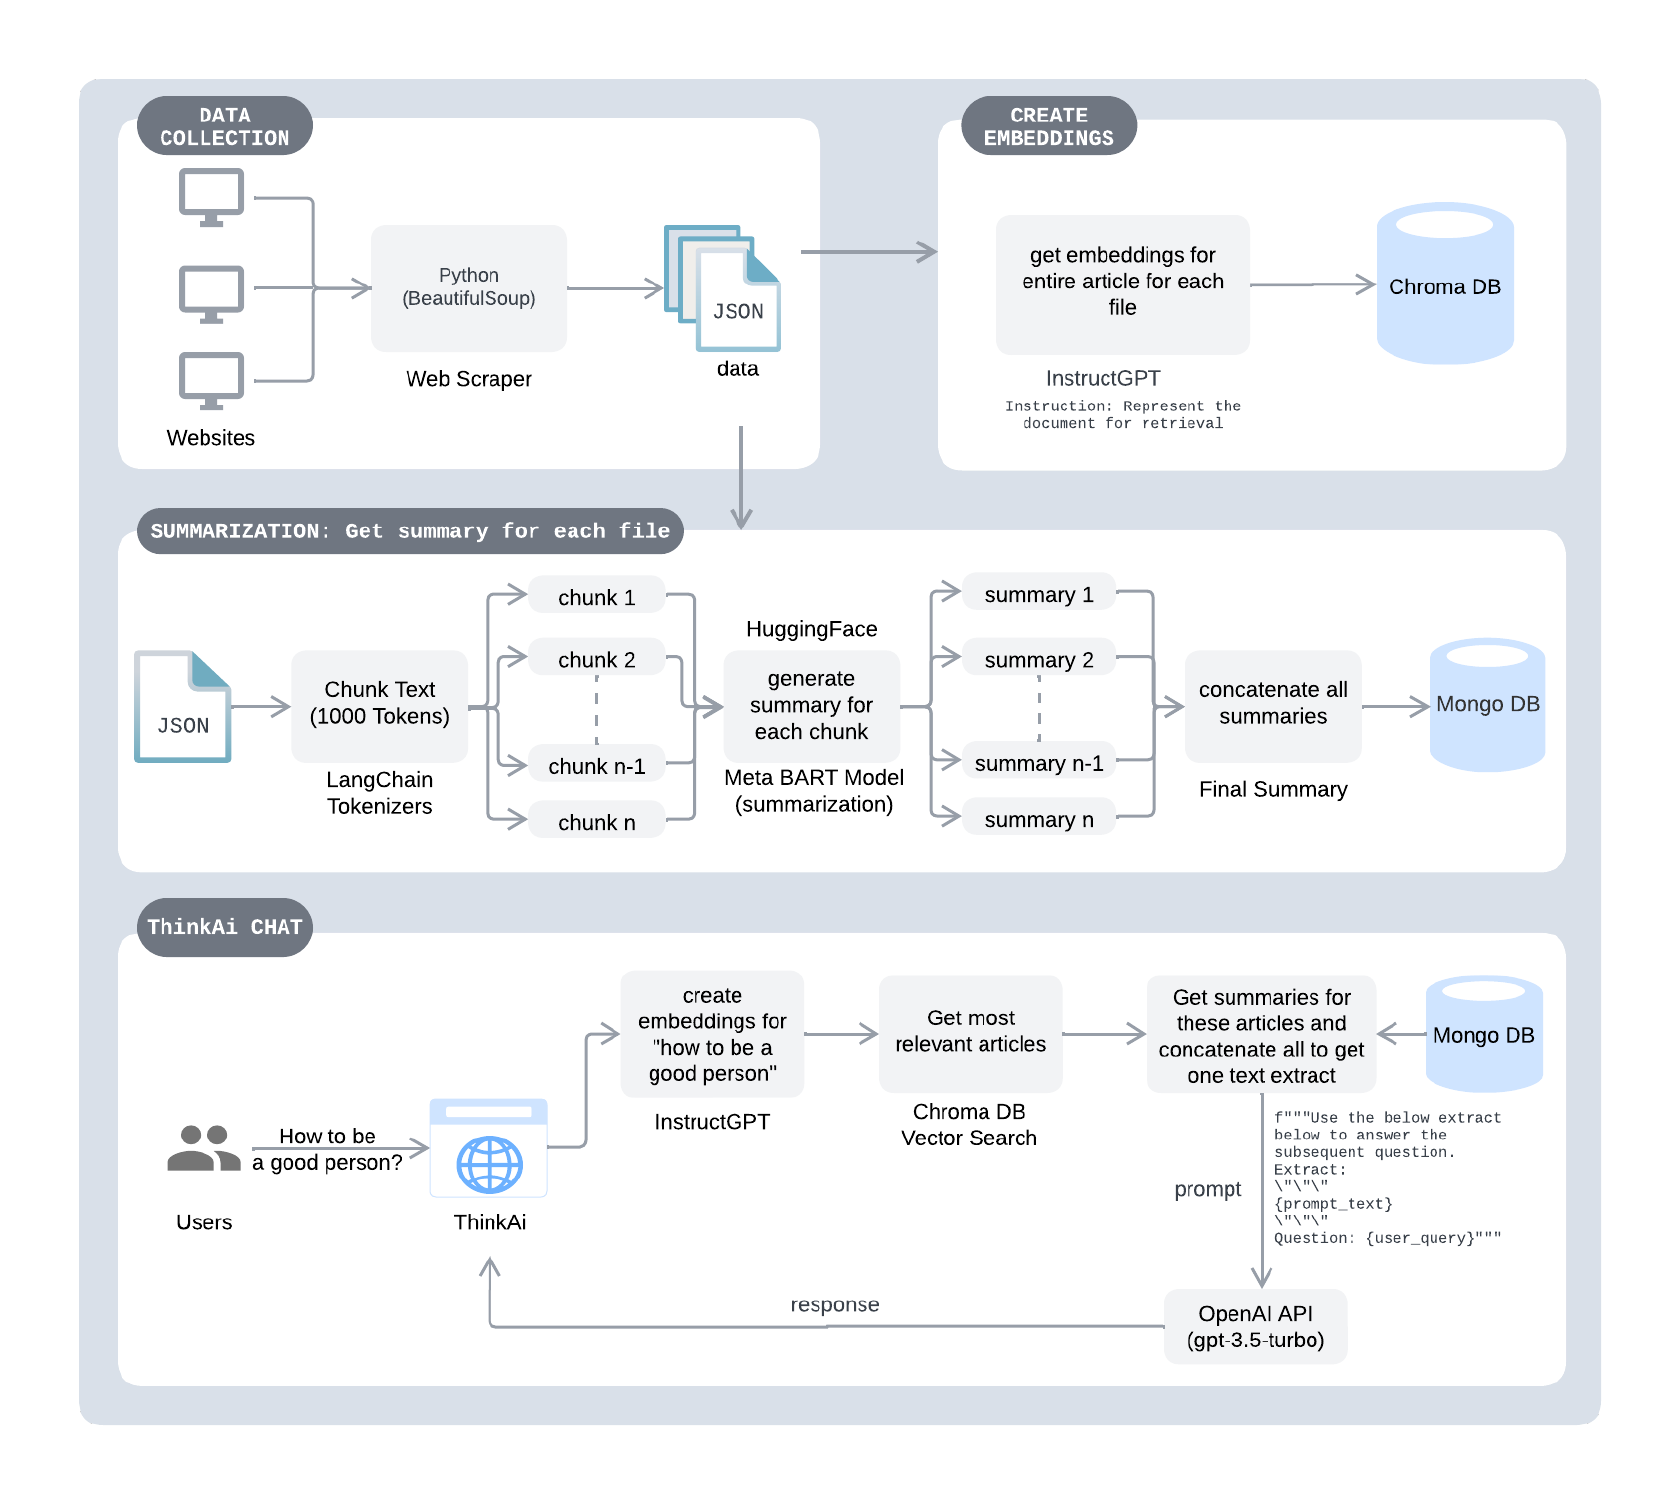 DATA
COLLECTION
Websites
Python
(BeautifulSoup)
Web Scraper
JSON
data
CREATE
EMBEDDINGS
get embeddings for
entire article for each
file
InstructGPT
Instruction: Represent the
document for retrieval
Chroma DB
SUMMARIZATION: Get summary for each file
JSON
Chunk Text
(1000 Tokens)
LangChain
Tokenizers
chunk 1
chunk 2
chunk n-1
chunk n
HuggingFace
generate
summary for
each chunk
Meta BART Model
(summarization)
summary 1
summary 2
summary n-1
summary n
concatenate all
summaries
Final Summary
Mongo DB
ThinkAi CHAT
Users
How to be
a good person?
ThinkAi
create
embeddings for
"how to be a
good person"
InstructGPT
Get most
relevant articles
Chroma DB
Vector Search
Get summaries for
these articles and
concatenate all to get
one text extract
Mongo DB
prompt
f"""Use the below extract
below to answer the
subsequent question.
Extract:
\"\"\"
{prompt_text}
\"\"\"
Question: {user_query}"""
OpenAI API
(gpt-3.5-turbo)
response